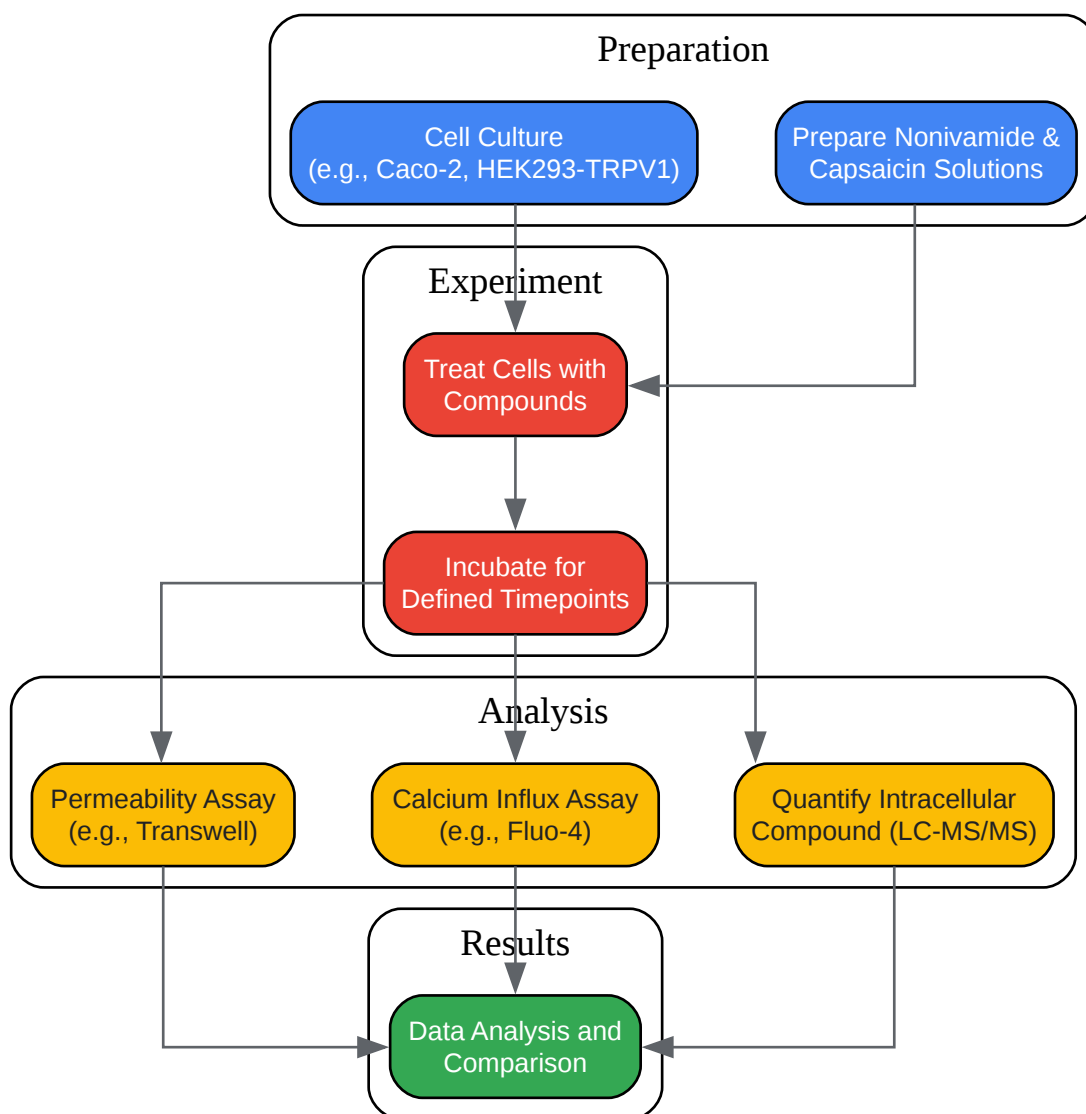 Preparation
Cell Culture
(e.g., Caco-2, HEK293-TRPV1)
Prepare Nonivamide &
Capsaicin Solutions
Experiment
Treat Cells with
Compounds
Incubate for
Defined Timepoints
Analysis
Permeability Assay
(e.g., Transwell)
Calcium Influx Assay
(e.g., Fluo-4)
Quantify Intracellular
Compound (LC-MS/MS)
Results
Data Analysis and
Comparison